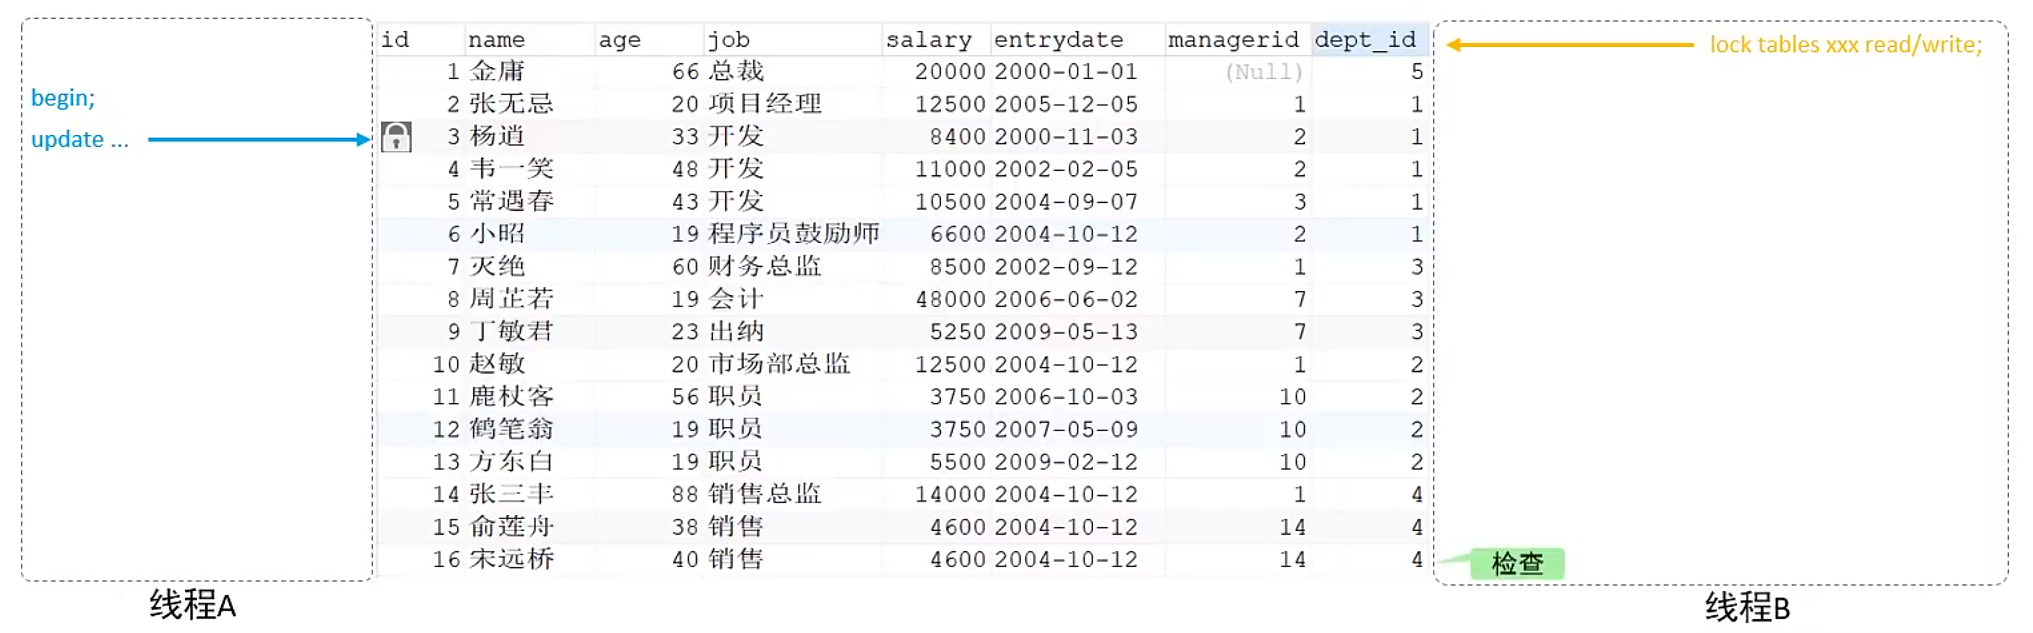 id name age job salary entrydate managerid dept_id
lock tables xxx read/write;
1 金庸 66 总裁 20000 2000-01-01 (Null) 5
begin;
2 张无忌 20 项目经理 12500 2005-12-05 1 1
update ...
3 杨逍 33 开发 8400 2000-11-03 2 1
4 韦一笑 48 开发 11000 2002-02-05 2 1
5 常遇春 43 开发 10500 2004-09-07 3 1
6 小昭 19 程序员鼓励师 6600 2004-10-12 2 1
7 灭绝 60 财务总监 8500 2002-09-12 1 3
8 周芷若 19 会计 48000 2006-06-02 7 3
9 丁敏君 23 出纳 5250 2009-05-13 7 3
10 赵敏 20 市场部总监 12500 2004-10-12 1 2
11 鹿杖客 56 职员 3750 2006-10-03 10 2
12 鹤笔翁 19 职员 3750 2007-05-09 10 2
13 方东白 19 职员 5500 2009-02-12 10 2
14 张三丰 88 销售总监 14000 2004-10-12 1 4
15 俞莲舟 38 销售 4600 2004-10-12 14 4
16 宋远桥 40 销售 4600 2004-10-12 14 4
检查
线程A
线程B